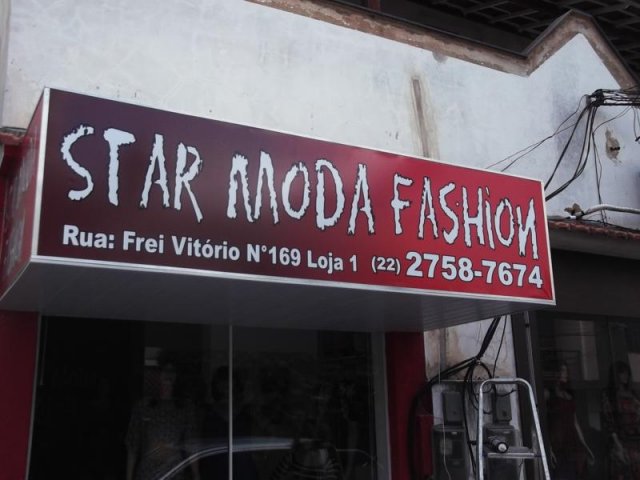 STAR MODA FASHION
Rua: Frei Vitório N°169 Loja 1 (22) 2758-7674